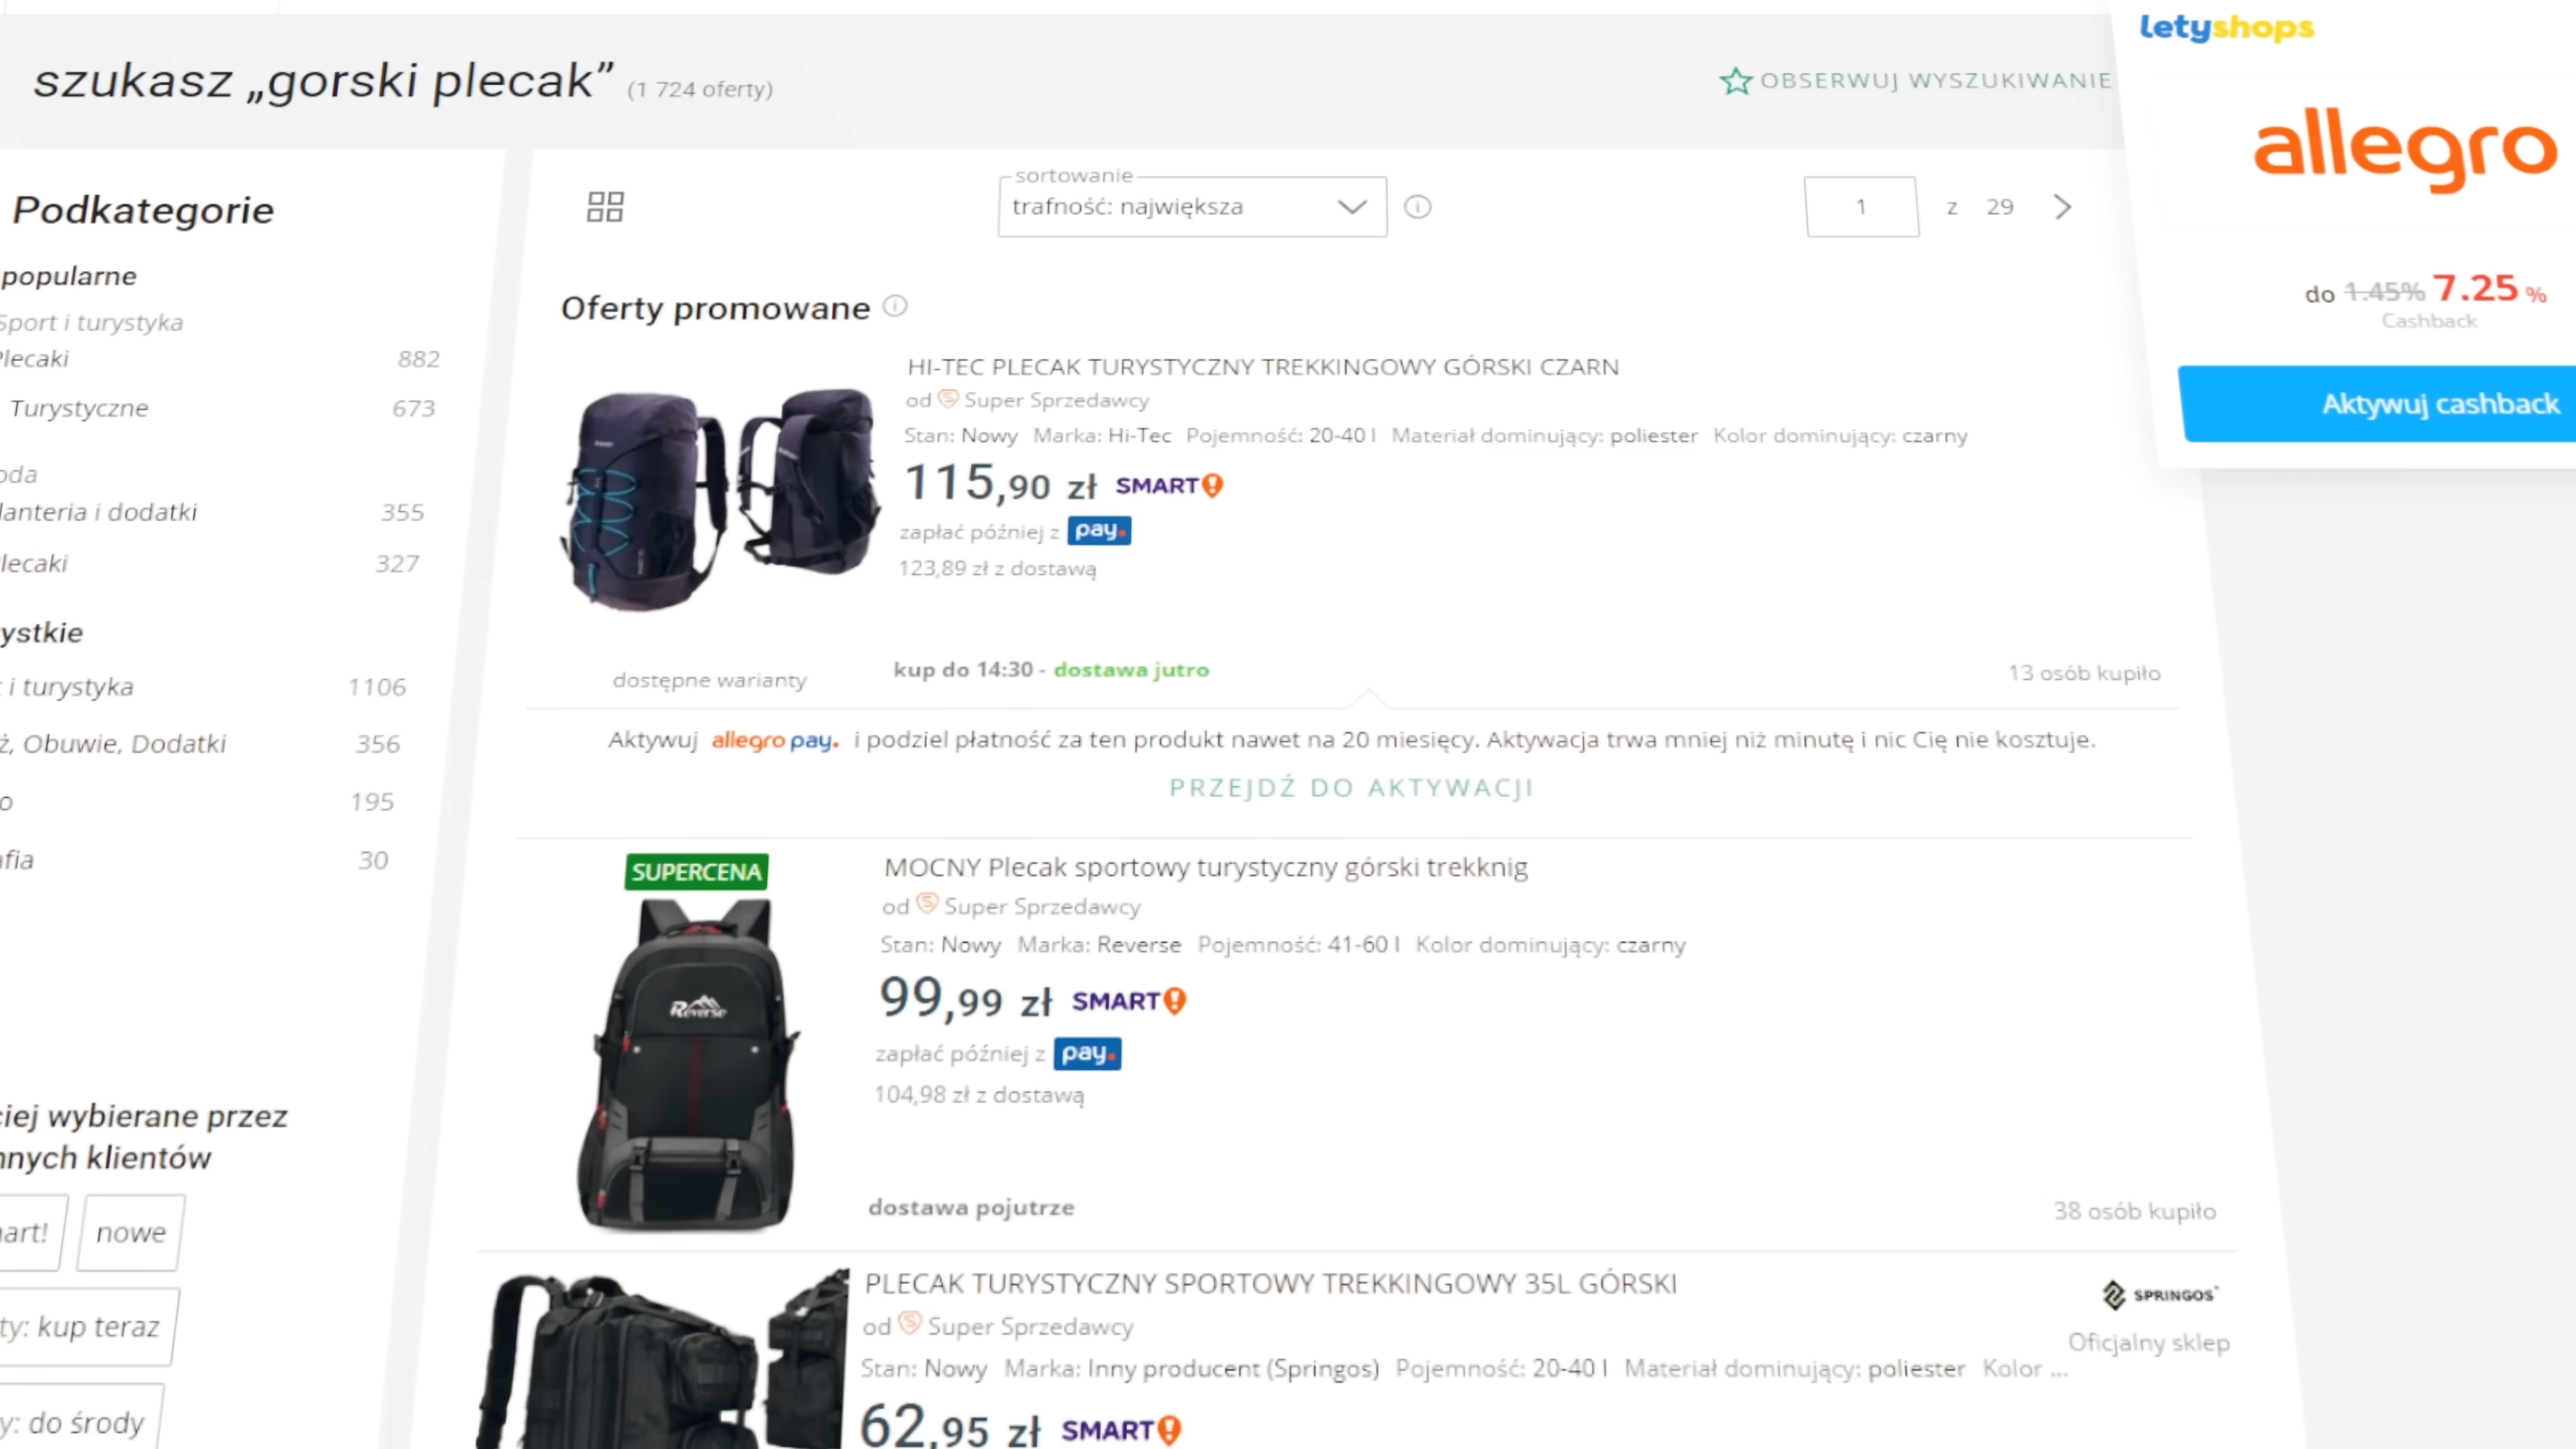 szukasz „gorski plecak” (1 724 oferty)
OBSERWUJ WYSZUKIWANIE
Podkategorie
popularne
Sport i turystyka
Plecaki 882
Turystyczne 673
355
i dodatki
327
1106
i turystyka
Obuwie, Dodatki 356
195
30
wybierane przez
klientów
nowe
kup teraz
do środy
sortowanie
trafność: największa
1 z 29
Oferty promowane
HI-TEC PLECAK TURYSTYCZNY TREKKINGOWY GÓRSKI CZARN
od Super Sprzedawcy
Stan: Nowy Marka: Hi-Tec Pojemność: 20-40 l Materiał dominujący: poliester Kolor dominujący: czarny
115,90 zł SMART!
zapłać później z pay.
123,89 zł z dostawą
dostępne warianty
kup do 14:30 - dostawa jutro
13 osób kupiło
Aktywuj allegro pay. i podziel płatność za ten produkt nawet na 20 miesięcy. Aktywacja trwa mniej niż minutę i nic Cię nie kosztuje.
PRZEJDŹ DO AKTYWACJI
SUPERCENA
Reverse
MOCNY Plecak sportowy turystyczny górski trekknig
od Super Sprzedawcy
Stan: Nowy Marka: Reverse Pojemność: 41-60 l Kolor dominujący: czarny
99,99 zł SMART!
zapłać później z pay.
104,98 zł z dostawą
dostawa pojutrze
38 osób kupiło
PLECAK TURYSTYCZNY SPORTOWY TREKKINGOWY 35L GÓRSKI
od Super Sprzedawcy
Stan: Nowy Marka: Inny producent (Springos) Pojemność: 20-40 l Materiał dominujący: poliester Kolor ...
62,95 zł SMART!
SPRINGOS
Oficjalny sklep
letyshops
allegro
do 1.45% 7.25 %
Cashback
Aktywuj cashback